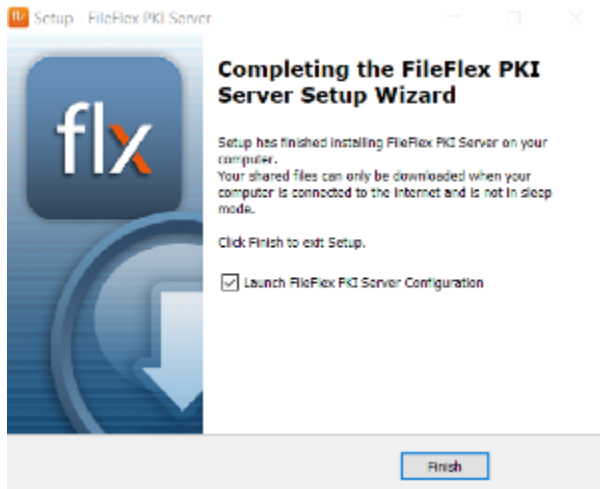 Setup - FileFlex PKI Server
flx
Completing the FileFlex PKI
Server Setup Wizard
Setup has finished installing FileFlex PKI Server on your
computer.
Your shared files can only be downloaded when your
computer is connected to the internet and is not in sleep
mode.
Click Finish to exit Setup.
Launch FileFlex PKI Server Configuration
Finish